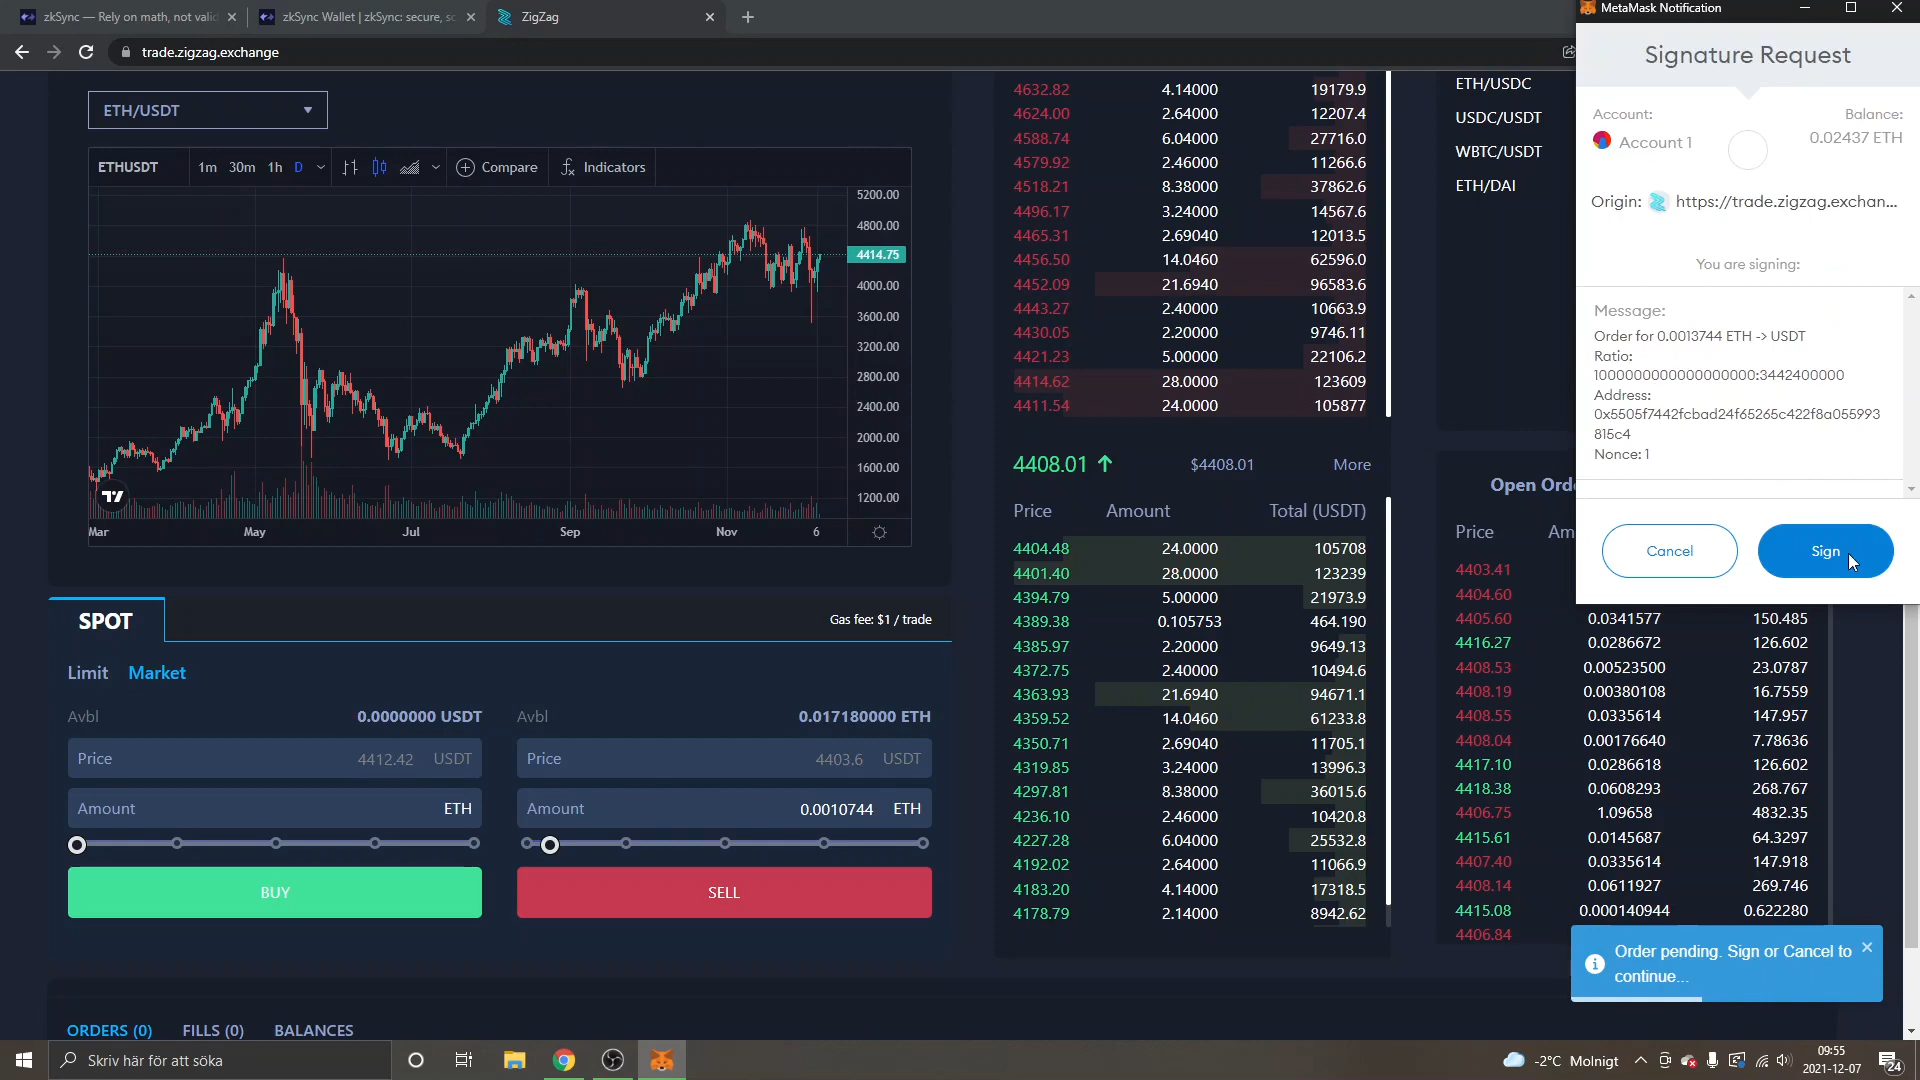 zkSync — Rely on math, not valid
zkSync Wallet | zkSync: secure, sc
ZigZag
trade.zigzag.exchange
ETH/USDT
ETHUSDT
1m
30m
1h
D
Compare
Indicators
5200.00
4800.00
4414.75
4000.00
3600.00
3200.00
2800.00
2400.00
2000.00
1600.00
1200.00
Mar
May
Jul
Sep
Nov
6
SPOT
Gas fee: $1 / trade
Limit
Market
Avbl
0.0000000 USDT
Price
4412.42 USDT
Amount
ETH
BUY
Avbl
0.017180000 ETH
Price
4403.6 USDT
Amount
0.0010744 ETH
SELL
ORDERS (0)
FILLS (0)
BALANCES
4632.82 4.14000 19179.9
4624.00 2.64000 12207.4
4588.74 6.04000 27716.0
4579.92 2.46000 11266.6
4518.21 8.38000 37862.6
4496.17 3.24000 14567.6
4465.31 2.69040 12013.5
4456.50 14.0460 62596.0
4452.09 21.6940 96583.6
4443.27 2.40000 10663.9
4430.05 2.20000 9746.11
4421.23 5.00000 22106.2
4414.62 28.0000 123609
4411.54 24.0000 105877
4408.01 $4408.01 More
Price Amount Total (USDT)
4404.48 24.0000 105708
4401.40 28.0000 123239
4394.79 5.00000 21973.9
4389.38 0.105753 464.190
4385.97 2.20000 9649.13
4372.75 2.40000 10494.6
4363.93 21.6940 94671.1
4359.52 14.0460 61233.8
4350.71 2.69040 11705.1
4319.85 3.24000 13996.3
4297.81 8.38000 36015.6
4236.10 2.46000 10420.8
4227.28 6.04000 25532.8
4192.02 2.64000 11066.9
4183.20 4.14000 17318.5
4178.79 2.14000 8942.62
ETH/USDC
USDC/USDT
WBTC/USDT
ETH/DAI
Open Ord
Price Am
4403.41
4404.60
4405.60 0.0341577 150.485
4416.27 0.0286672 126.602
4408.53 0.00523500 23.0787
4408.19 0.00380108 16.7559
4408.55 0.0335614 147.957
4408.04 0.00176640 7.78636
4417.10 0.0286618 126.602
4418.38 0.0608293 268.767
4406.75 1.09658 4832.35
4415.61 0.0145687 64.3297
4407.40 0.0335614 147.918
4408.14 0.0611927 269.746
4415.08 0.000140944 0.622280
4406.84
MetaMask Notification
Signature Request
Account:
Account 1
Balance:
0.02437 ETH
Origin:
https://trade.zigzag.exchan...
You are signing:
Message:
Order for 0.0013744 ETH -> USDT
Ratio:
1000000000000000000:3442400000
Address:
0x5505f7442fcbad24f65265c422f8a055993
815c4
Nonce: 1
Cancel
Sign
Order pending. Sign or Cancel to
continue...
Skriv här för att söka
-2°C Molnigt
09:55
2021-12-07
24